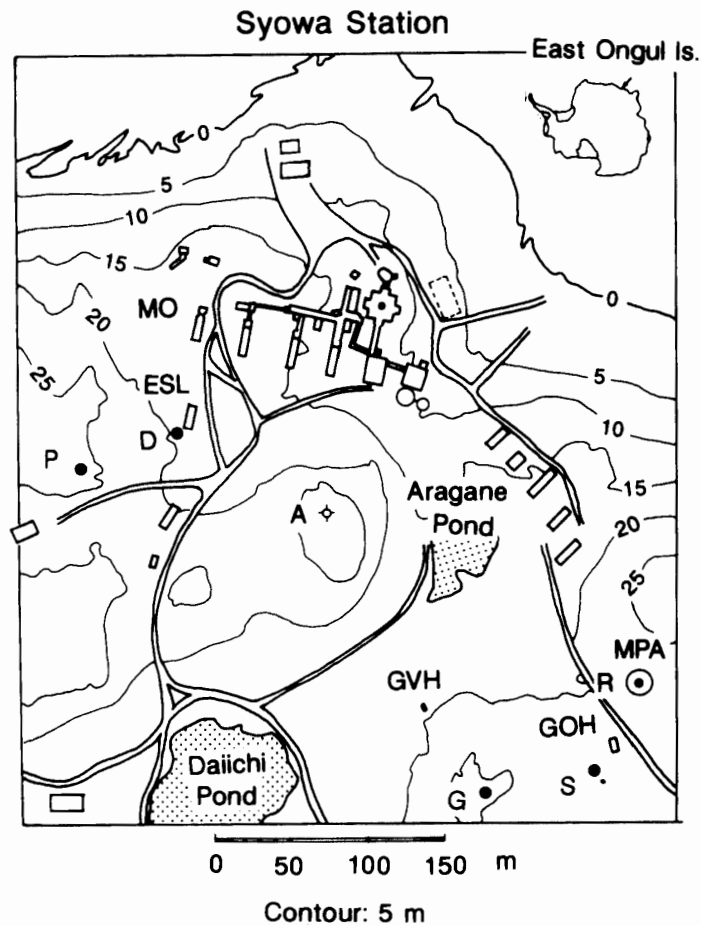 Syowa Station
East Ongul Is.
0
5
10
15
MO
20
0
25
ESL
5
D
10
P
A
Aragane
Pond
15
20
25
MPA
GVH
R
GOH
Daiichi
Pond
G
S
0 50 100 150 m
Contour: 5 m